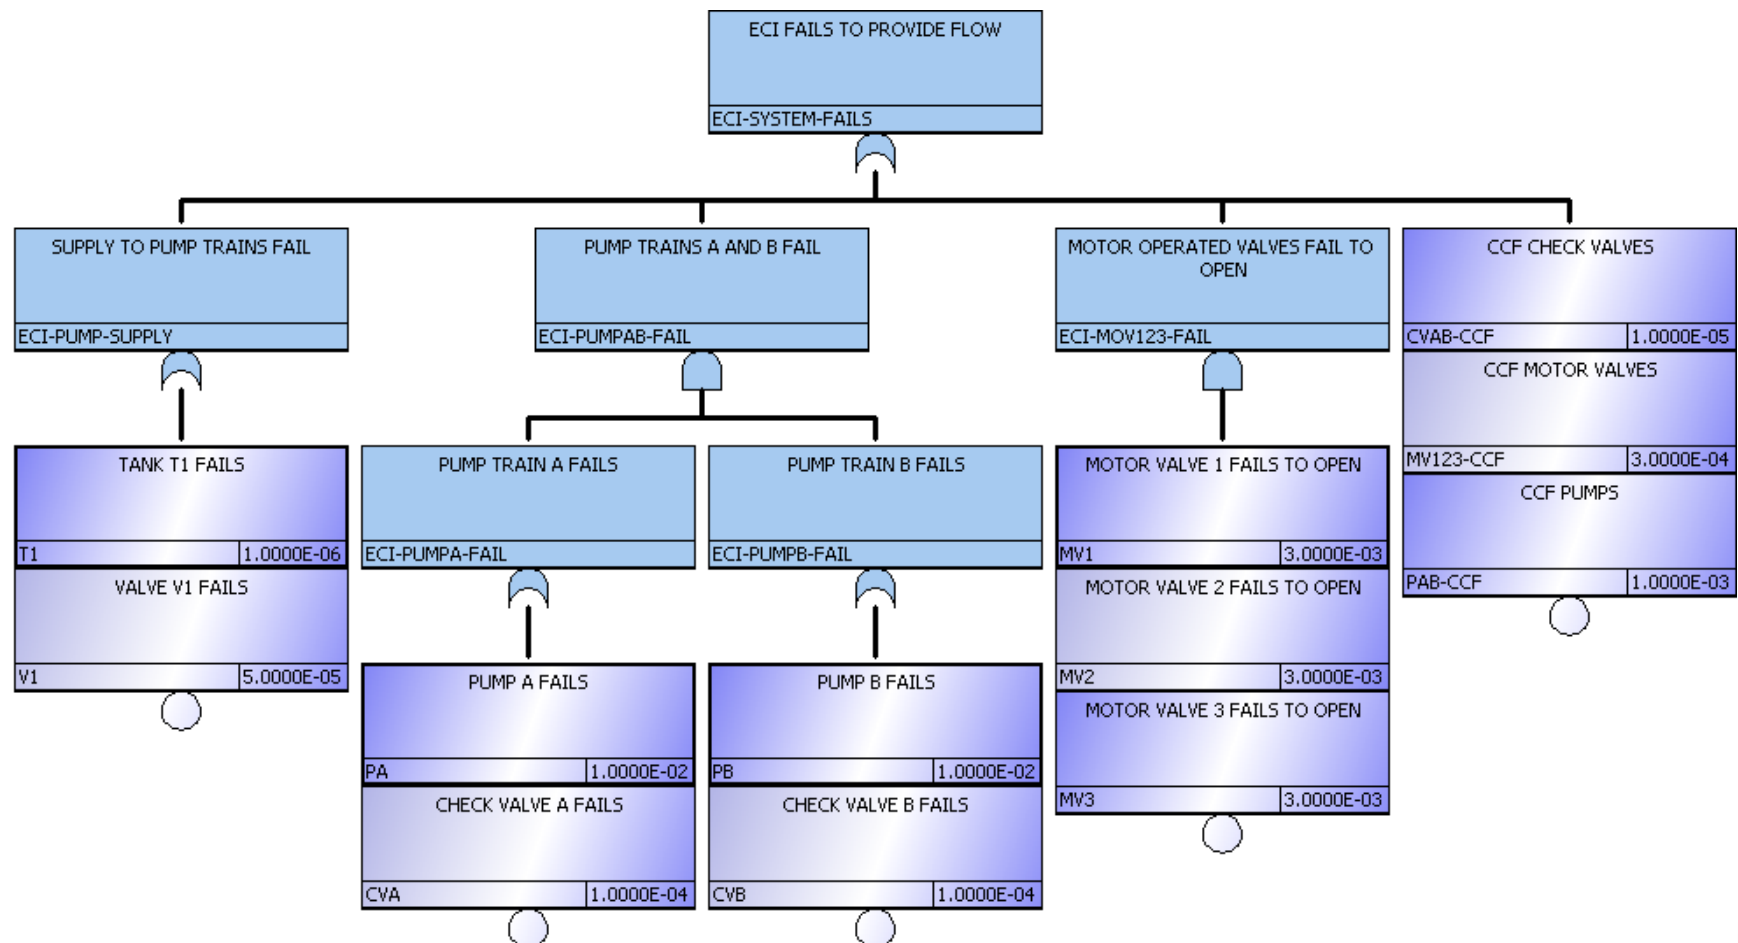 ECI FAILS TO PROVIDE FLOW
ECI-SYSTEM-FAILS
SUPPLY TO PUMP TRAINS FAIL
ECI-PUMP-SUPPLY
PUMP TRAINS A AND B FAIL
ECI-PUMPAB-FAIL
MOTOR OPERATED VALVES FAIL TO
OPEN
ECI-MOV123-FAIL
CCF CHECK VALVES
CVAB-CCF 1.0000E-05
CCF MOTOR VALVES
MV123-CCF 3.0000E-04
CCF PUMPS
PAB-CCF 1.0000E-03
TANK T1 FAILS
T1 1.0000E-06
VALVE V1 FAILS
V1 5.0000E-05
PUMP TRAIN A FAILS
ECI-PUMPA-FAIL
PUMP TRAIN B FAILS
ECI-PUMPB-FAIL
MOTOR VALVE 1 FAILS TO OPEN
MV1 3.0000E-03
MOTOR VALVE 2 FAILS TO OPEN
MV2 3.0000E-03
MOTOR VALVE 3 FAILS TO OPEN
MV3 3.0000E-03
PUMP A FAILS
PA 1.0000E-02
CHECK VALVE A FAILS
CVA 1.0000E-04
PUMP B FAILS
PB 1.0000E-02
CHECK VALVE B FAILS
CVB 1.0000E-04